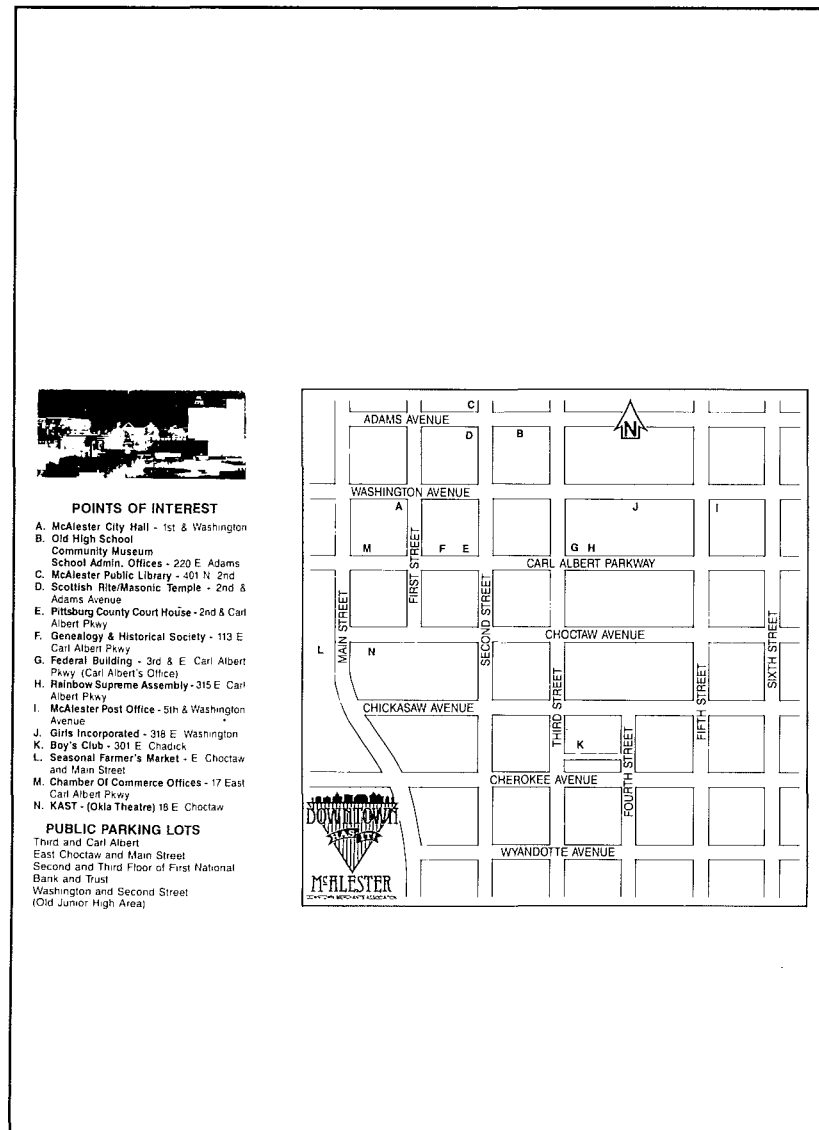 POINTS OF INTEREST
A. McAlester City Hall - 1st & Washington
B. Old High School
Community Museum
School Admin. Offices - 220 E. Adams
C. McAlester Public Library - 401 N. 2nd
D. Scottish Rite/Masonic Temple - 2nd &
Adams Avenue
E. Pittsburg County Court House - 2nd & Carl
Albert Pkwy
F. Genealogy & Historical Society - 113 E
Carl Albert Pkwy
G. Federal Building - 3rd & E Carl Albert
Pkwy (Carl Albert's Office)
H. Rainbow Supreme Assembly - 315 E Carl
Albert Pkwy
I. McAlester Post Office - 5th & Washington
Avenue
J. Girls Incorporated - 318 E Washington
K. Boy's Club - 301 E Chadick
L. Seasonal Farmer's Market - E Choctaw
and Main Street
M. Chamber Of Commerce Offices - 17 East
Carl Albert Pkwy
N. KAST - (Okla Theatre) 18 E Choctaw
PUBLIC PARKING LOTS
Third and Carl Albert
East Choctaw and Main Street
Second and Third Floor of First National
Bank and Trust
Washington and Second Street
(Old Junior High Area)
C
ADAMS AVENUE
N
D
B
WASHINGTON AVENUE
A
J
I
M
F
E
G
H
CARL ALBERT PARKWAY
FIRST STREET
MAIN STREET
SECOND STREET
CHOCTAW AVENUE
L
N
SIXTH STREET
CHICKASAW AVENUE
THIRD STREET
FIFTH STREET
K
FOURTH STREET
CHEROKEE AVENUE
DOWNTOWN
HAS IT!
WYANDOTTE AVENUE
McALESTER
DOWNTOWN MERCHANTS ASSOCIATION